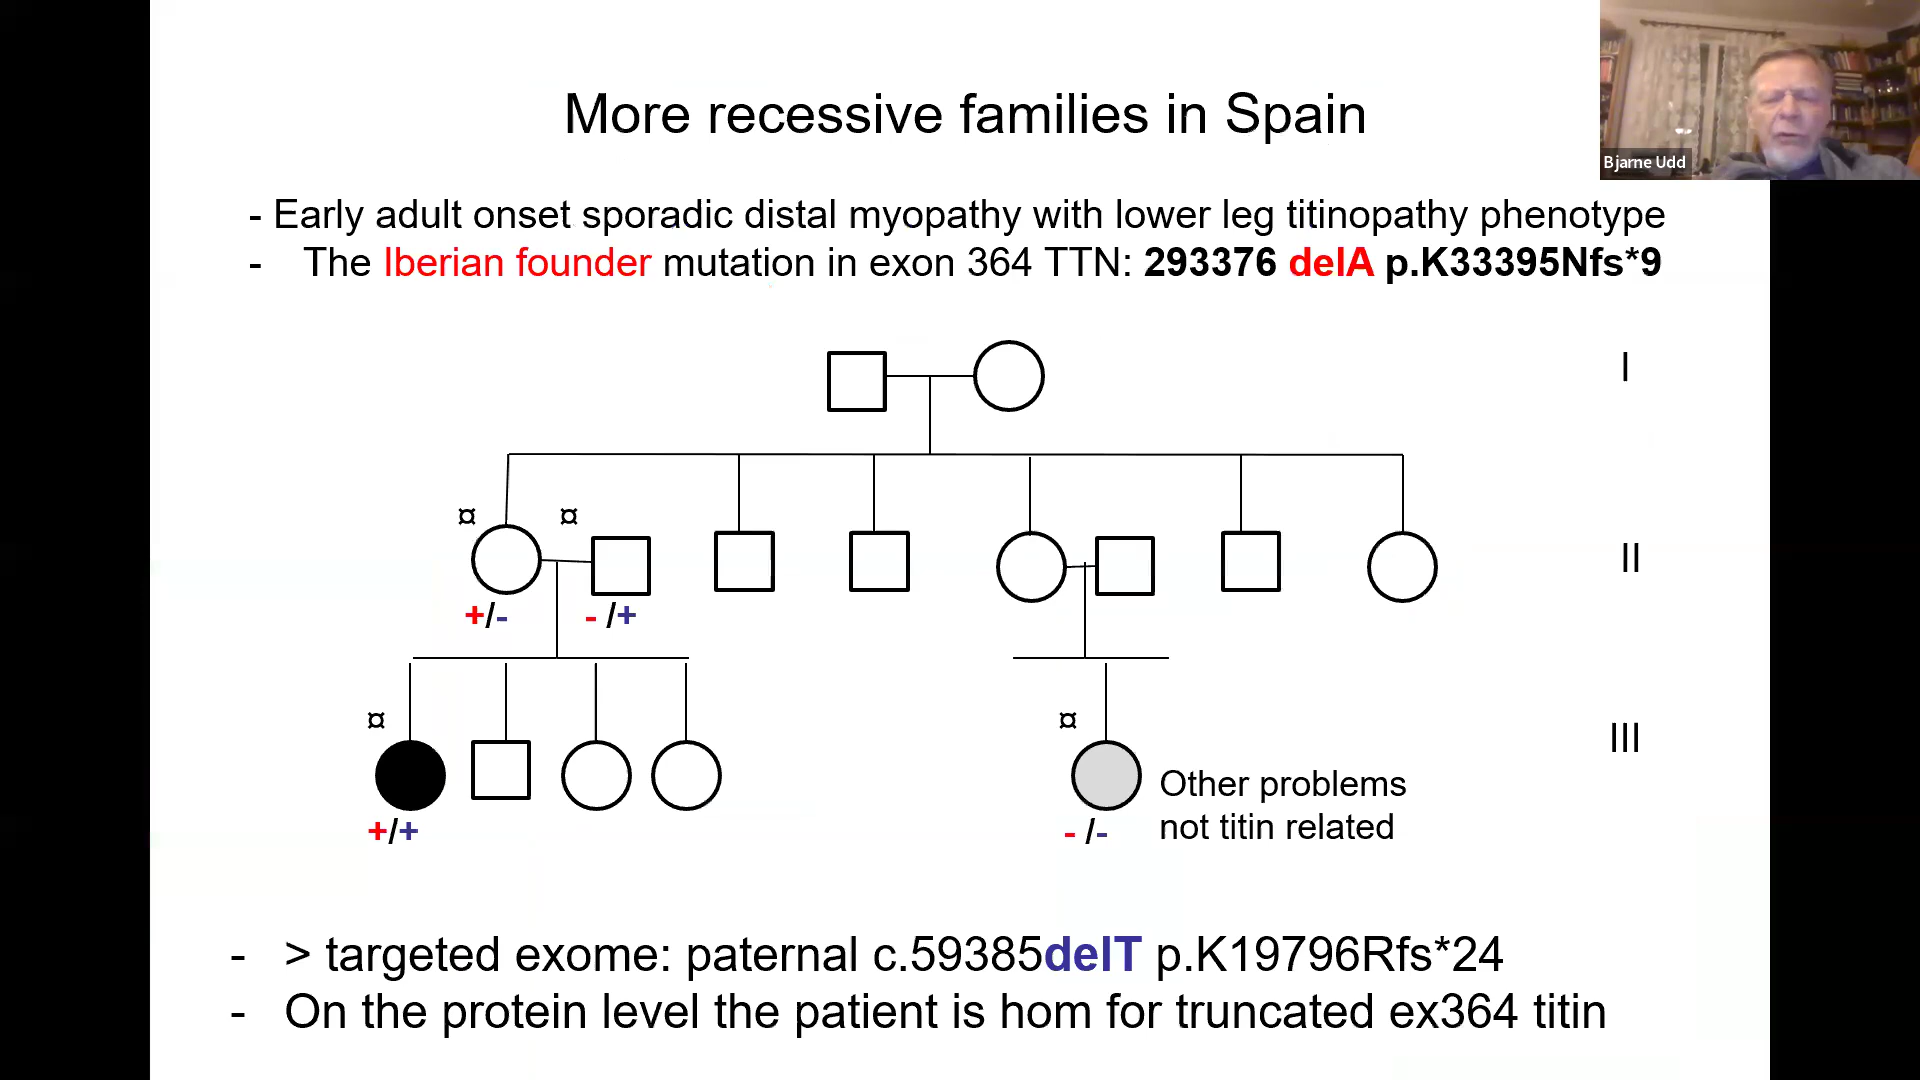 More recessive families in Spain
Bjarne Udd
- Early adult onset sporadic distal myopathy with lower leg titinopathy phenotype
- The Iberian founder mutation in exon 364 TTN: 293376 delA p.K33395Nfs*9
I
¤ ¤
II
+/- - /+
¤ ¤
III
Other problems
not titin related
+/+ - /-
- > targeted exome: paternal c.59385delT p.K19796Rfs*24
- On the protein level the patient is hom for truncated ex364 titin